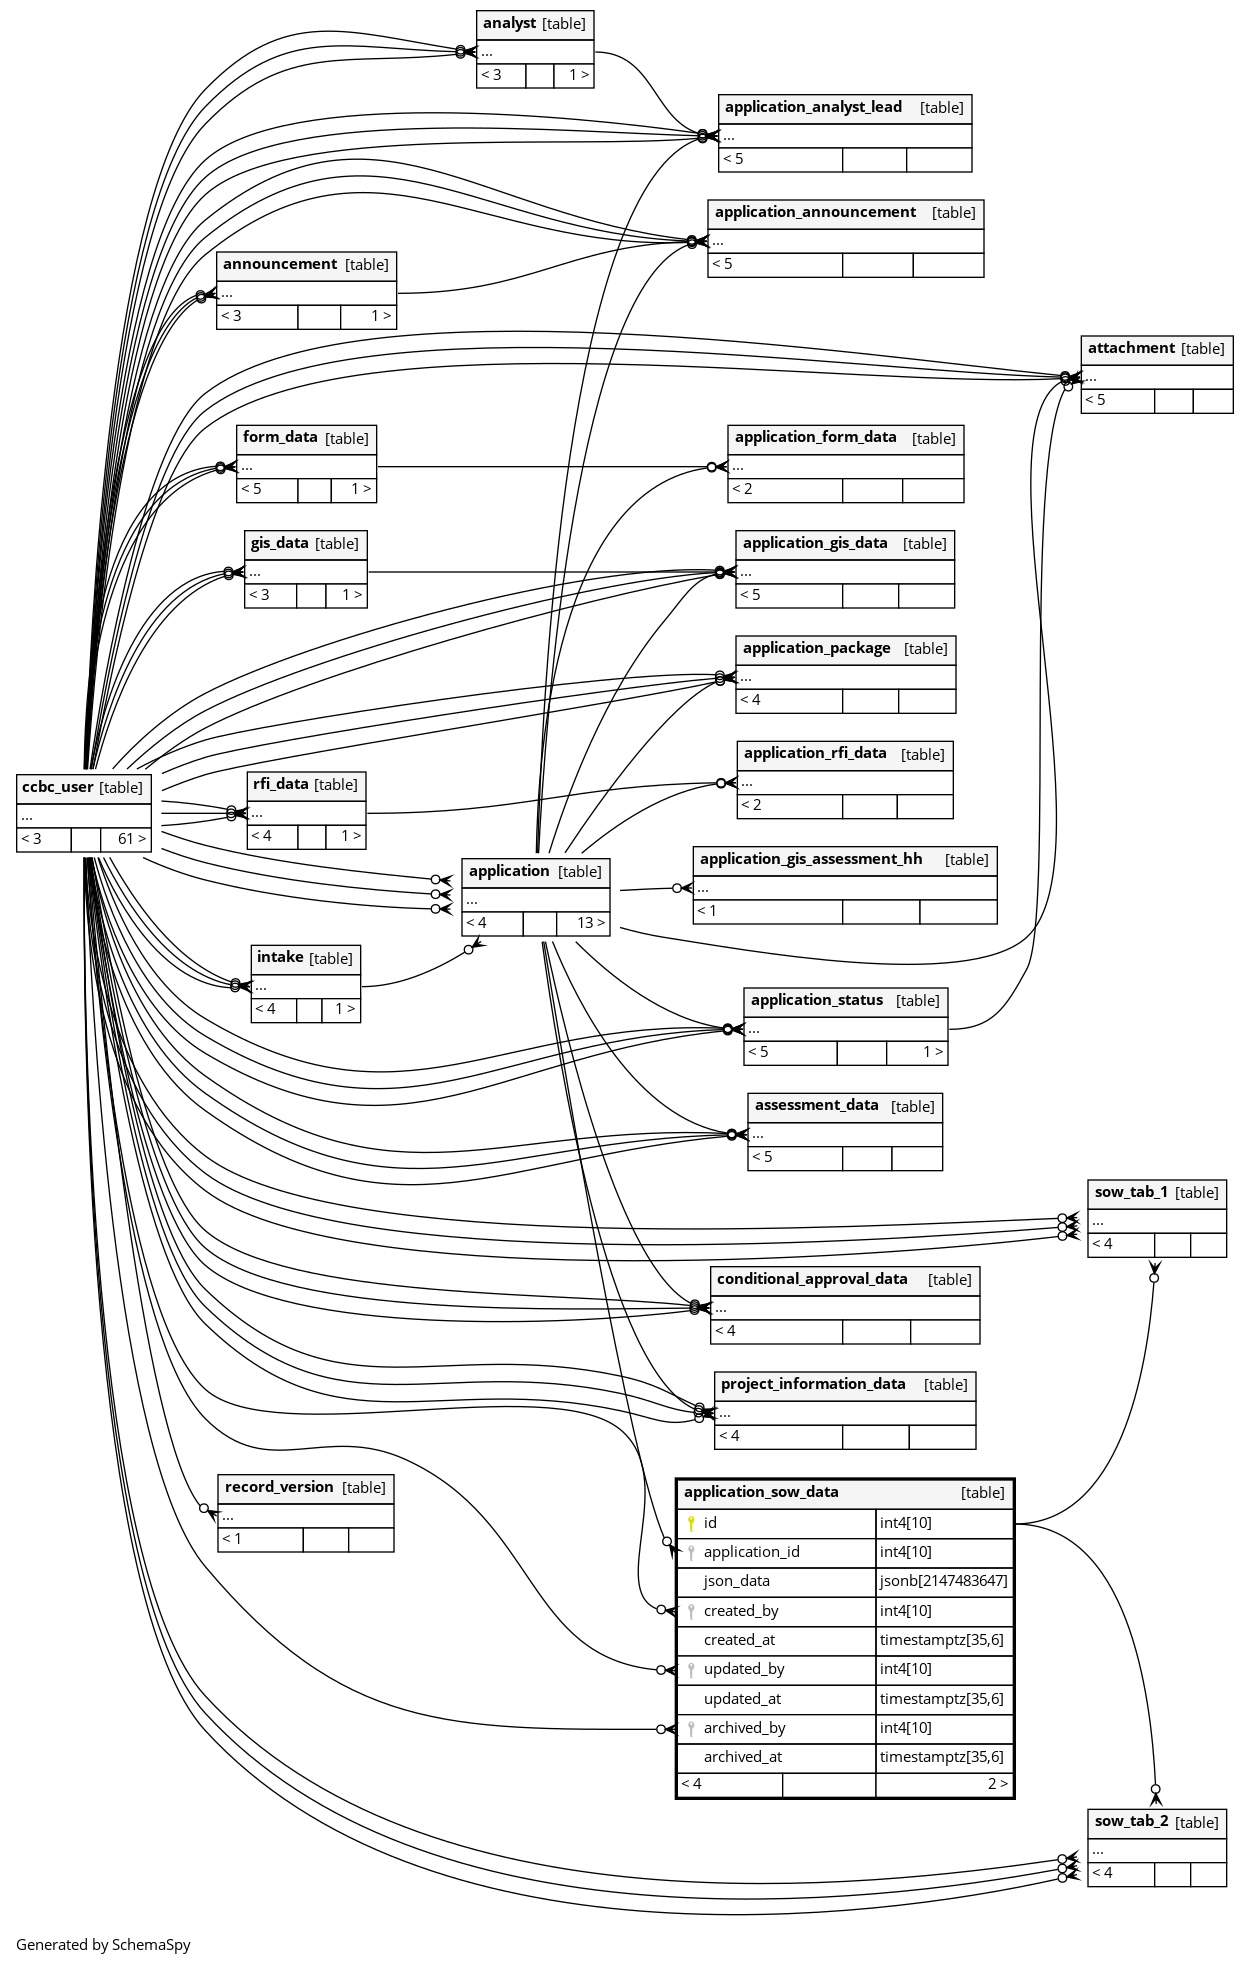 analyst [table]
...
< 3 1 >
application_analyst_lead [table]
...
< 5
application_announcement [table]
...
< 5
announcement [table]
...
< 3 1 >
attachment [table]
...
< 5
form_data [table]
...
< 5 1 >
application_form_data [table]
...
< 2
gis_data [table]
...
< 3 1 >
application_gis_data [table]
...
< 5
application_package [table]
...
< 4
application_rfi_data [table]
...
< 2
ccbc_user [table]
...
< 3 61 >
rfi_data [table]
...
< 4 1 >
application [table]
...
< 4 13 >
application_gis_assessment_hh [table]
...
< 1
intake [table]
...
< 4 1 >
application_status [table]
...
< 5 1 >
assessment_data [table]
...
< 5
sow_tab_1 [table]
...
< 4
conditional_approval_data [table]
...
< 4
project_information_data [table]
...
< 4
record_version [table]
...
< 1
application_sow_data [table]
id int4[10]
application_id int4[10]
json_data jsonb[2147483647]
created_by int4[10]
created_at timestamptz[35,6]
updated_by int4[10]
updated_at timestamptz[35,6]
archived_by int4[10]
archived_at timestamptz[35,6]
< 4 2 >
sow_tab_2 [table]
...
< 4
Generated by SchemaSpy